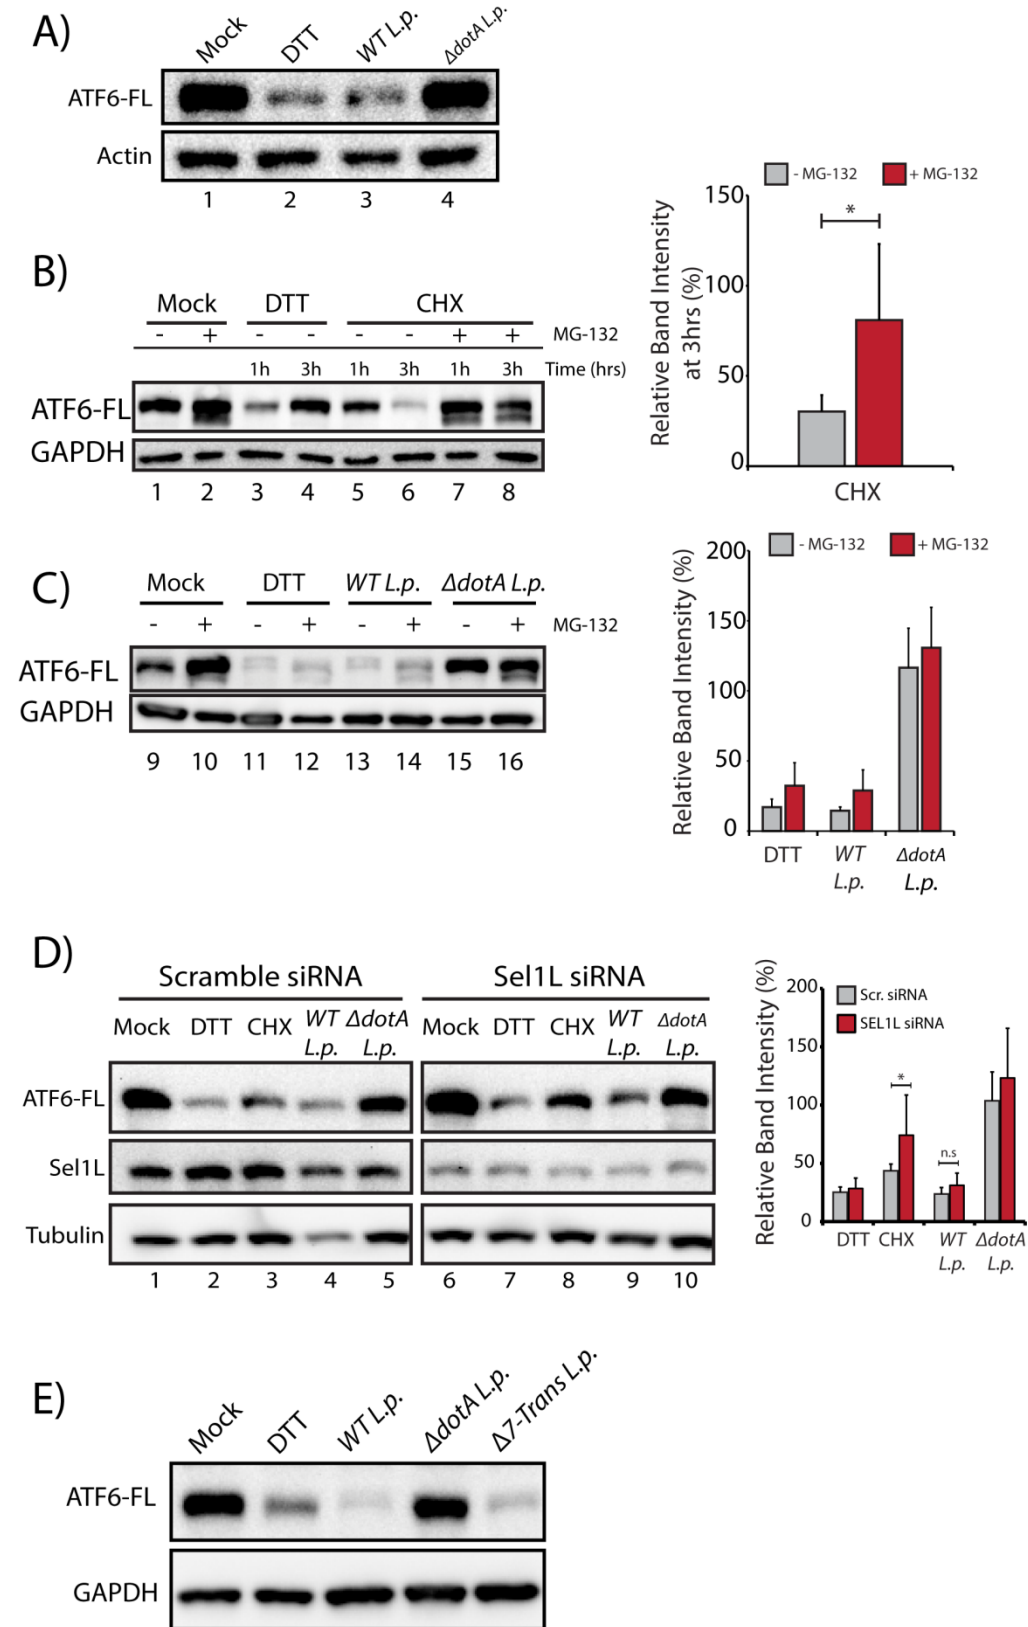 A)
Mock DTT WT L.p. ΔdotA L.p.
ATF6-FL
Actin
1 2 3 4
- MG-132 + MG-132
Relative Band Intensity
at 3hrs (%)
150
100
50
0
*
CHX
B)
Mock DTT CHX
- + - - - - + + MG-132
1h 3h 1h 3h 1h 3h Time (hrs)
ATF6-FL
GAPDH
1 2 3 4 5 6 7 8
C)
Mock DTT WT L.p. ΔdotA L.p.
- + - + - + - + MG-132
ATF6-FL
GAPDH
9 10 11 12 13 14 15 16
- MG-132 + MG-132
Relative Band Intensity (%)
200
150
100
50
0
DTT WT ΔdotA
L.p. L.p.
D)
Scramble siRNA Sel1L siRNA
Mock DTT CHX WT ΔdotA Mock DTT CHX WT ΔdotA
L.p. L.p. L.p. L.p.
ATF6-FL
Sel1L
Tubulin
1 2 3 4 5 6 7 8 9 10
Relative Band Intensity (%)
200
150
100
50
0
Scr. siRNA
SEL1L siRNA
*
n.s
DTT CHX WT ΔdotA
L.p. L.p.
E)
Mock DTT WT L.p. ΔdotA L.p. Δ7-Trans L.p.
ATF6-FL
GAPDH